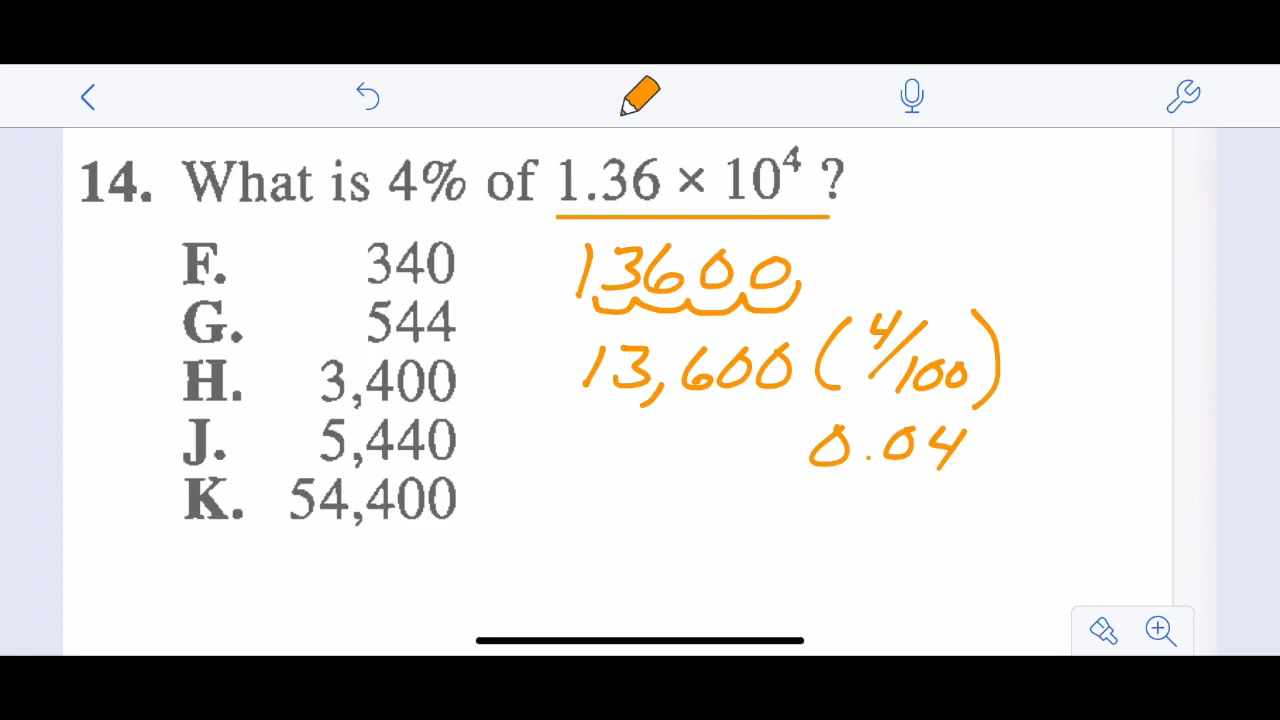 14. What is 4% of 1.36 × 10⁴ ?
F. 340
G. 544
H. 3,400
J. 5,440
K. 54,400
13600.
13,600 (4/100)
0.04